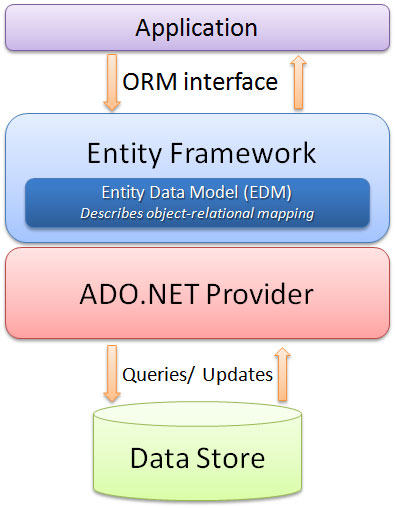 Application
ORM interface
Entity Framework
Entity Data Model (EDM)
Describes object-relational mapping
ADO.NET Provider
Queries/ Updates
Data Store